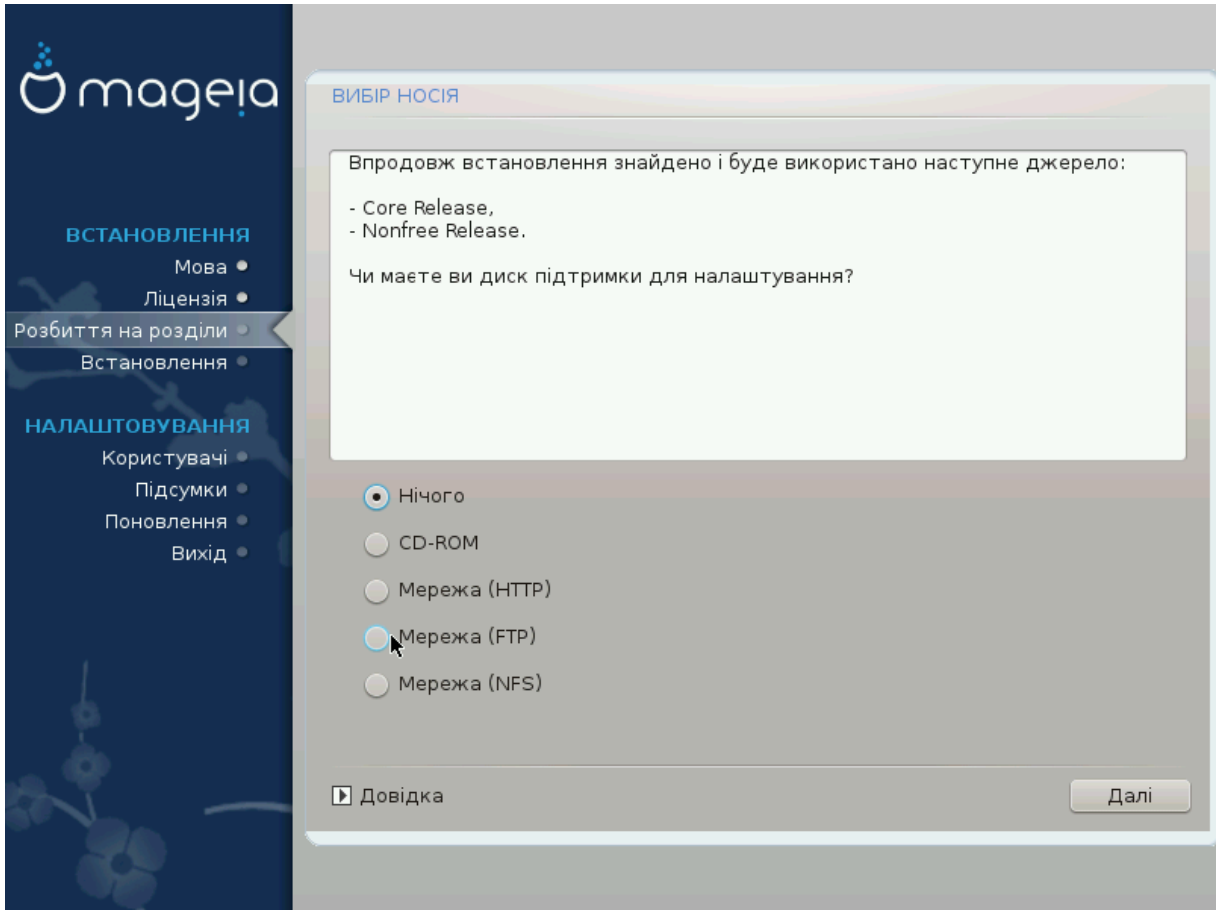 mageia
ВСТАНОВЛЕННЯ
Мова
Ліцензія
Розбиття на розділи
Встановлення
НАЛАШТОВУВАННЯ
Користувачі
Підсумки
Поновлення
Вихід
ВИБІР НОСІЯ
Впродовж встановлення знайдено і буде використано наступне джерело:
- Core Release,
- Nonfree Release.
Чи маєте ви диск підтримки для налаштування?
Нічого
CD-ROM
Мережа (HTTP)
Мережа (FTP)
Мережа (NFS)
Довідка
Далі